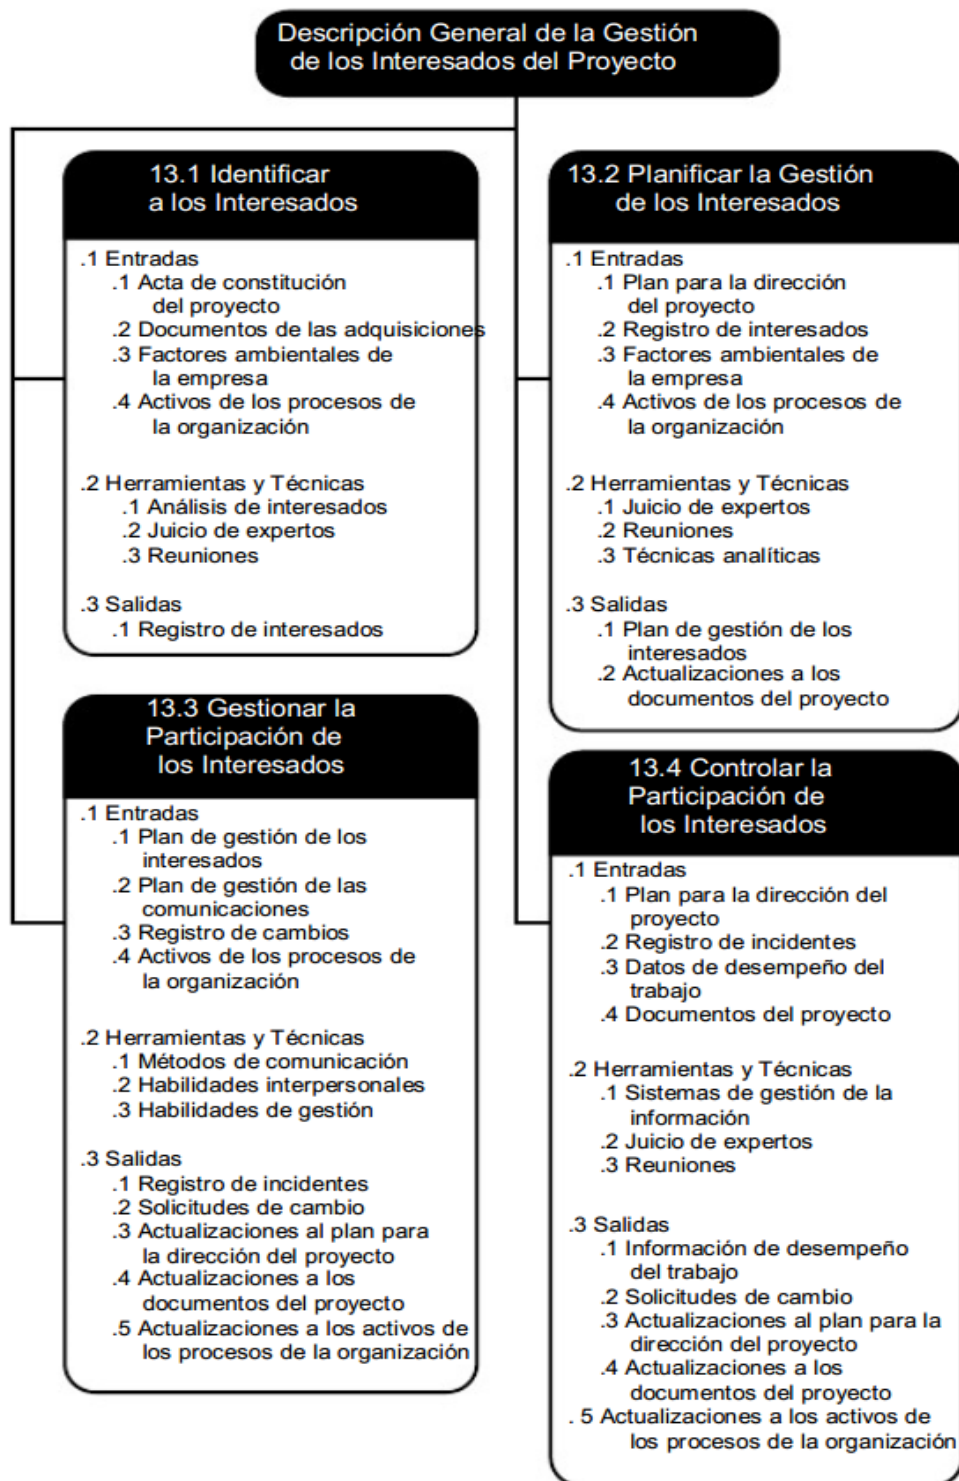 Descripción General de la Gestión
de los Interesados del Proyecto
13.1 Identificar
a los Interesados
.1 Entradas
.1 Acta de constitución
del proyecto
.2 Documentos de las adquisiciones
.3 Factores ambientales de
la empresa
.4 Activos de los procesos de
la organización
.2 Herramientas y Técnicas
.1 Análisis de interesados
.2 Juicio de expertos
.3 Reuniones
.3 Salidas
.1 Registro de interesados
13.2 Planificar la Gestión
de los Interesados
.1 Entradas
.1 Plan para la dirección
del proyecto
.2 Registro de interesados
.3 Factores ambientales de
la empresa
.4 Activos de los procesos de
la organización
.2 Herramientas y Técnicas
.1 Juicio de expertos
.2 Reuniones
.3 Técnicas analíticas
.3 Salidas
.1 Plan de gestión de los
interesados
.2 Actualizaciones a los
documentos del proyecto
13.3 Gestionar la
Participación de
los Interesados
.1 Entradas
.1 Plan de gestión de los
interesados
.2 Plan de gestión de las
comunicaciones
.3 Registro de cambios
.4 Activos de los procesos de
la organización
.2 Herramientas y Técnicas
.1 Métodos de comunicación
.2 Habilidades interpersonales
.3 Habilidades de gestión
.3 Salidas
.1 Registro de incidentes
.2 Solicitudes de cambio
.3 Actualizaciones al plan para
la dirección del proyecto
.4 Actualizaciones a los
documentos del proyecto
.5 Actualizaciones a los activos de
los procesos de la organización
13.4 Controlar la
Participación de
los Interesados
.1 Entradas
.1 Plan para la dirección del
proyecto
.2 Registro de incidentes
.3 Datos de desempeño del
trabajo
.4 Documentos del proyecto
.2 Herramientas y Técnicas
.1 Sistemas de gestión de la
información
.2 Juicio de expertos
.3 Reuniones
.3 Salidas
.1 Información de desempeño
del trabajo
.2 Solicitudes de cambio
.3 Actualizaciones al plan para la
dirección del proyecto
.4 Actualizaciones a los
documentos del proyecto
. 5 Actualizaciones a los activos de
los procesos de la organización